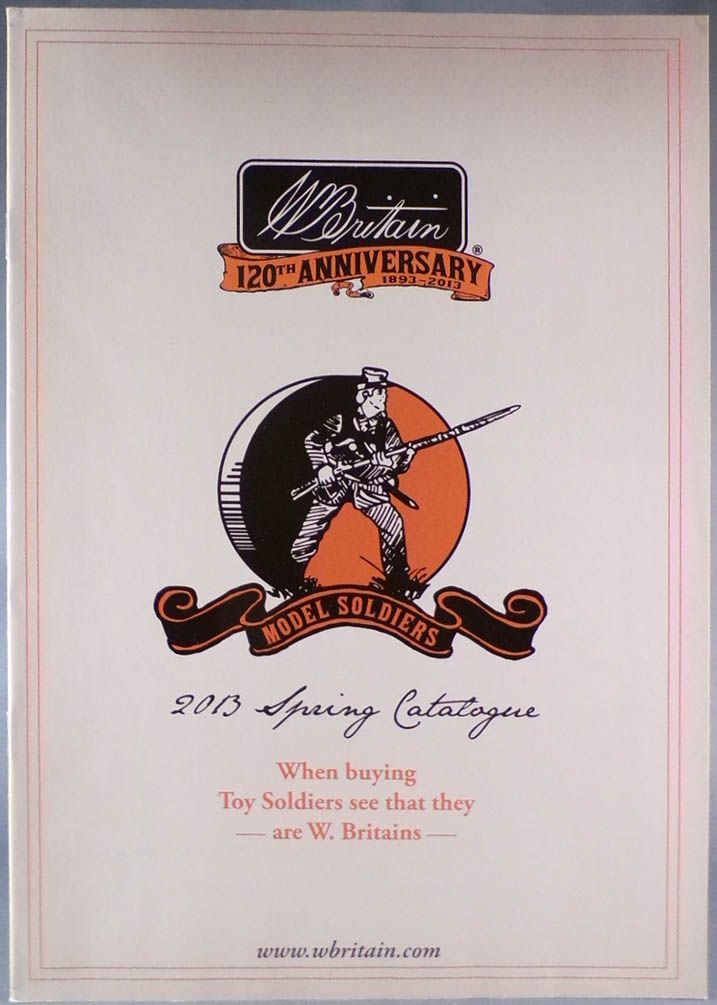 WBritain
®
120TH ANNIVERSARY
1893-2013
MODEL SOLDIERS
2013 Spring Catalogue
When buying
Toy Soldiers see that they
— are W. Britains —
www.wbritain.com